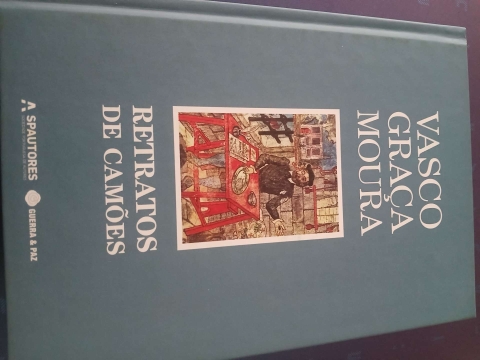 VASCO
GRAÇA
MOURA
RETRATOS
DE CAMÕES
A SPAUTORES
GUERRA & PAZ